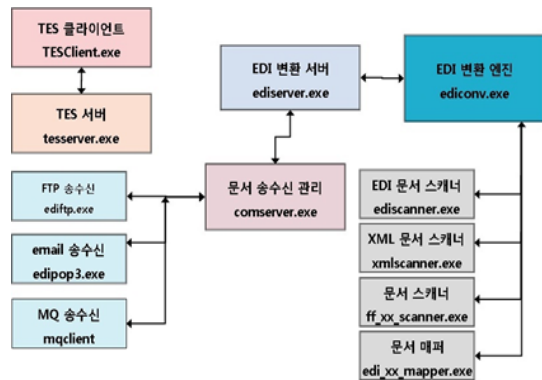 TES 클라이언트
TESClient.exe
TES 서버
tesserver.exe
EDI 변환 서버
ediserver.exe
EDI 변환 엔진
ediconv.exe
FTP 송수신
ediftp.exe
email 송수신
edipop3.exe
MQ 송수신
mqclient
문서 송수신 관리
comserver.exe
EDI 문서 스캐너
ediscanner.exe
XML 문서 스캐너
xmlscanner.exe
문서 스캐너
ff_xx_scanner.exe
문서 매퍼
edi_xx_mapper.exe